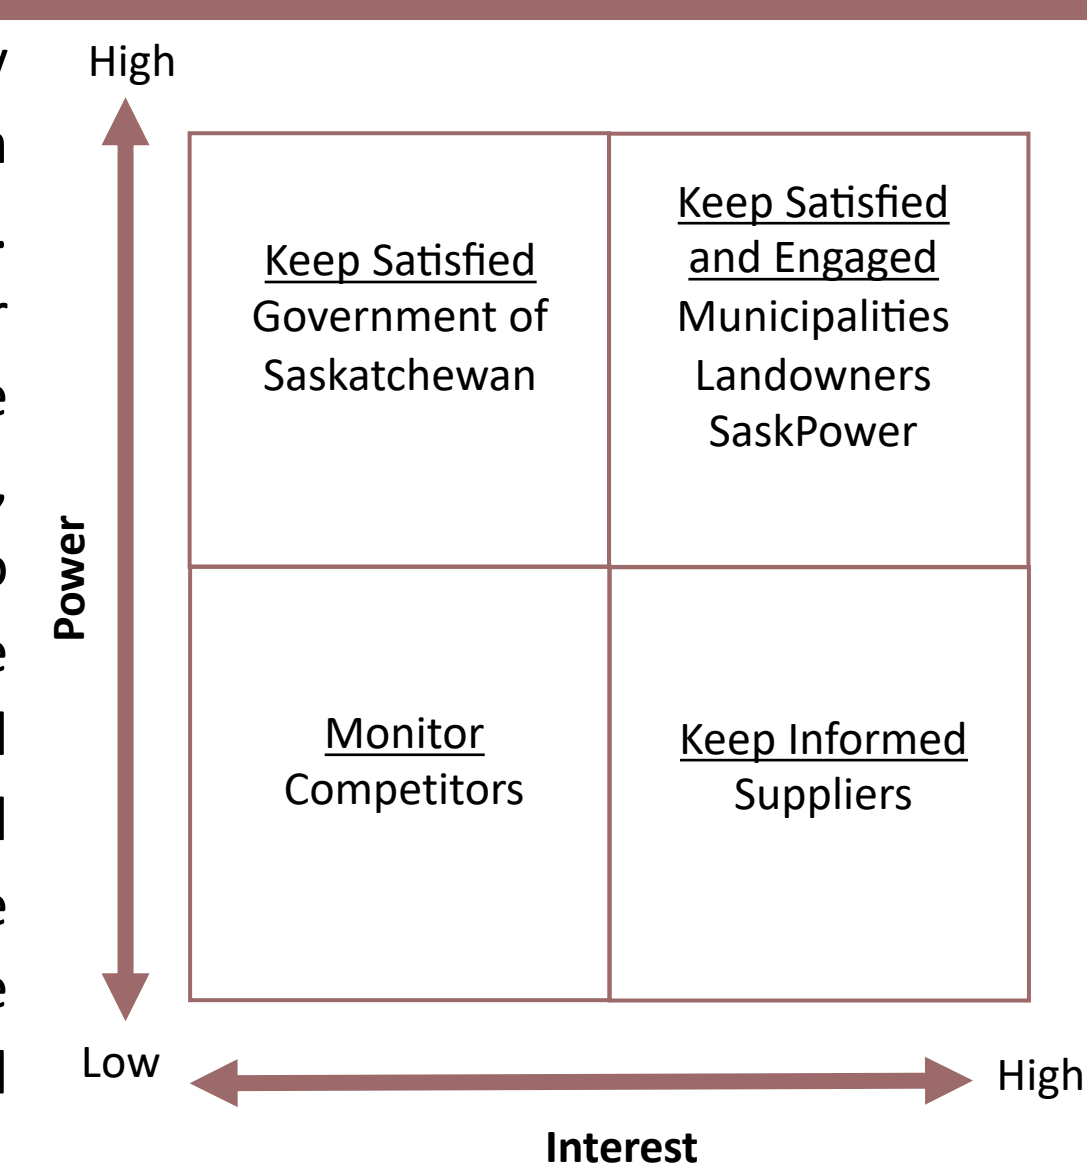 High
Keep Satisfied
Government of
Saskatchewan
Keep Satisfied
and Engaged
Municipalities
Landowners
SaskPower
Power
Monitor
Competitors
Keep Informed
Suppliers
Low
High
Interest